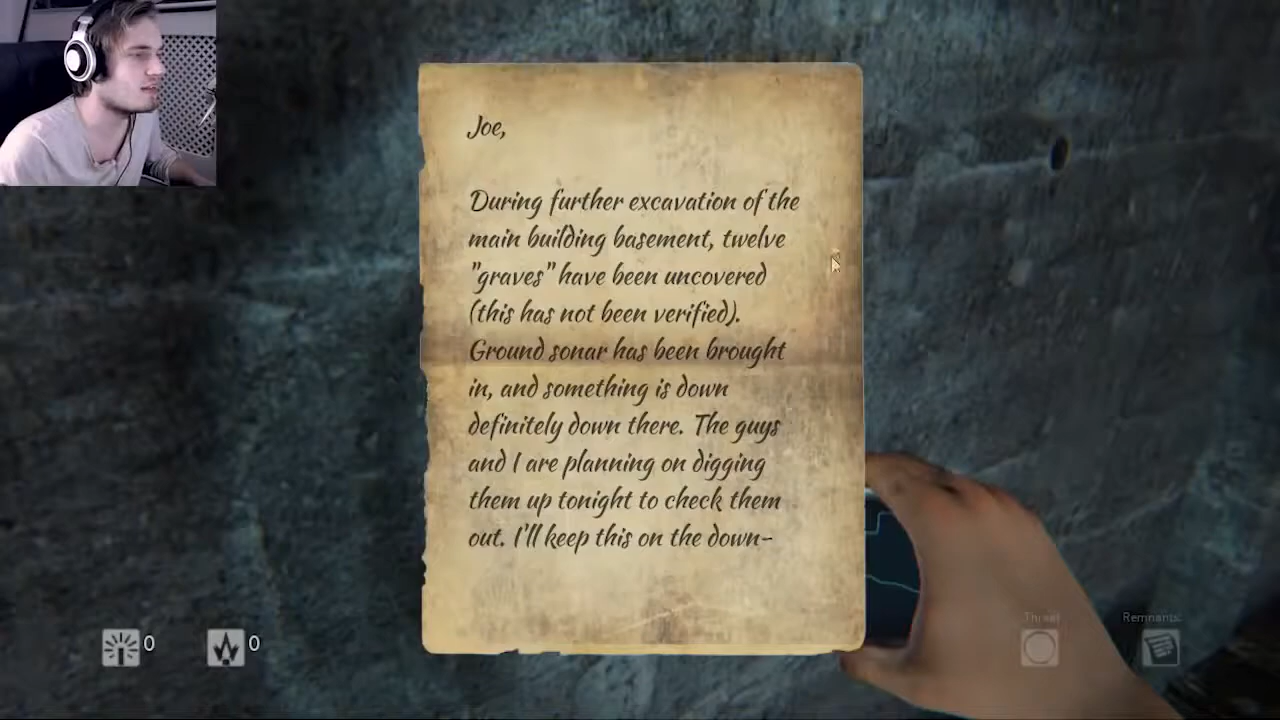 Joe,
During further excavation of the
main building basement, twelve
"graves" have been uncovered
(this has not been verified).
Ground sonar has been brought
in, and something is down
definitely down there. The guys
and I are planning on digging
them up tonight to check them
out. I'll keep this on the down-
Threat
Remnants
0
0